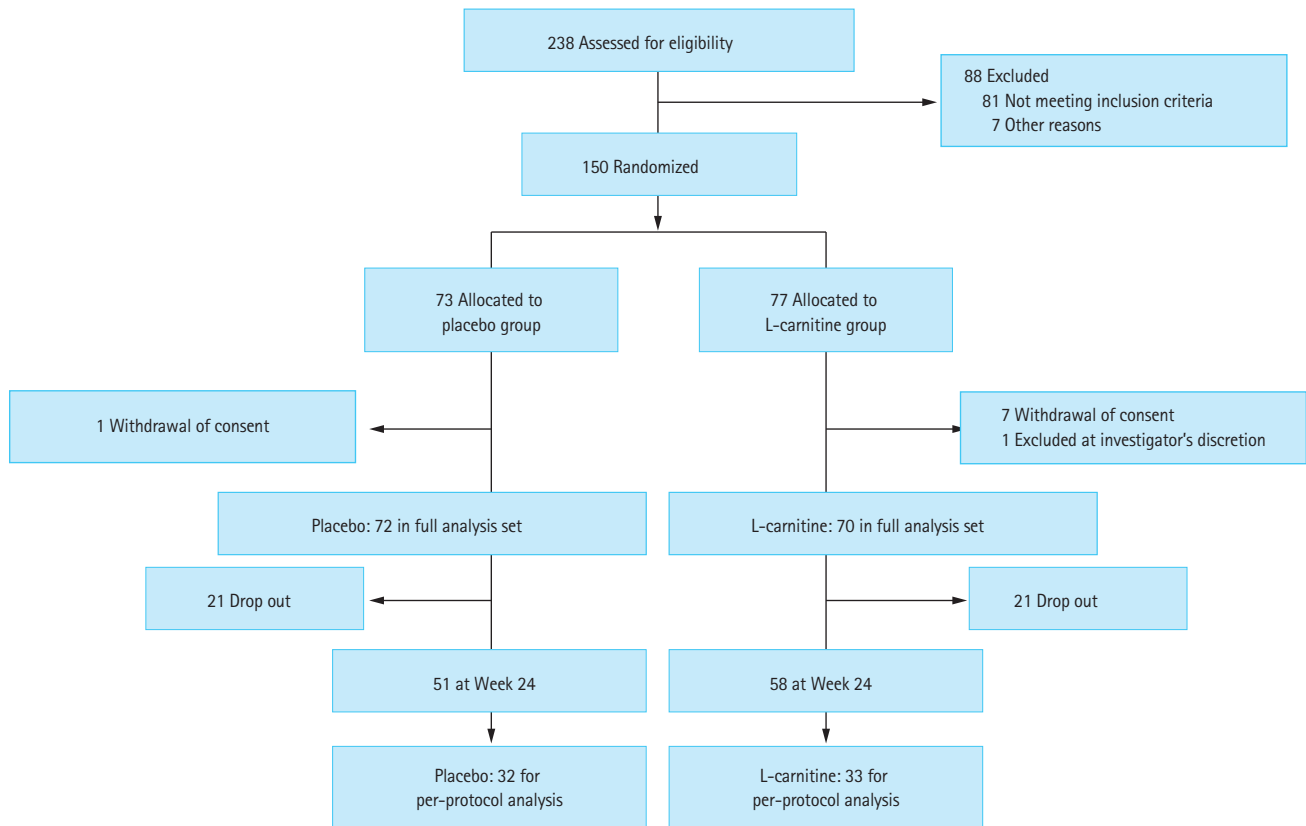 238 Assessed for eligibility
88 Excluded
81 Not meeting inclusion criteria
7 Other reasons
150 Randomized
73 Allocated to
placebo group
77 Allocated to
L-carnitine group
1 Withdrawal of consent
7 Withdrawal of consent
1 Excluded at investigator's discretion
Placebo: 72 in full analysis set
L-carnitine: 70 in full analysis set
21 Drop out
21 Drop out
51 at Week 24
58 at Week 24
Placebo: 32 for
per-protocol analysis
L-carnitine: 33 for
per-protocol analysis